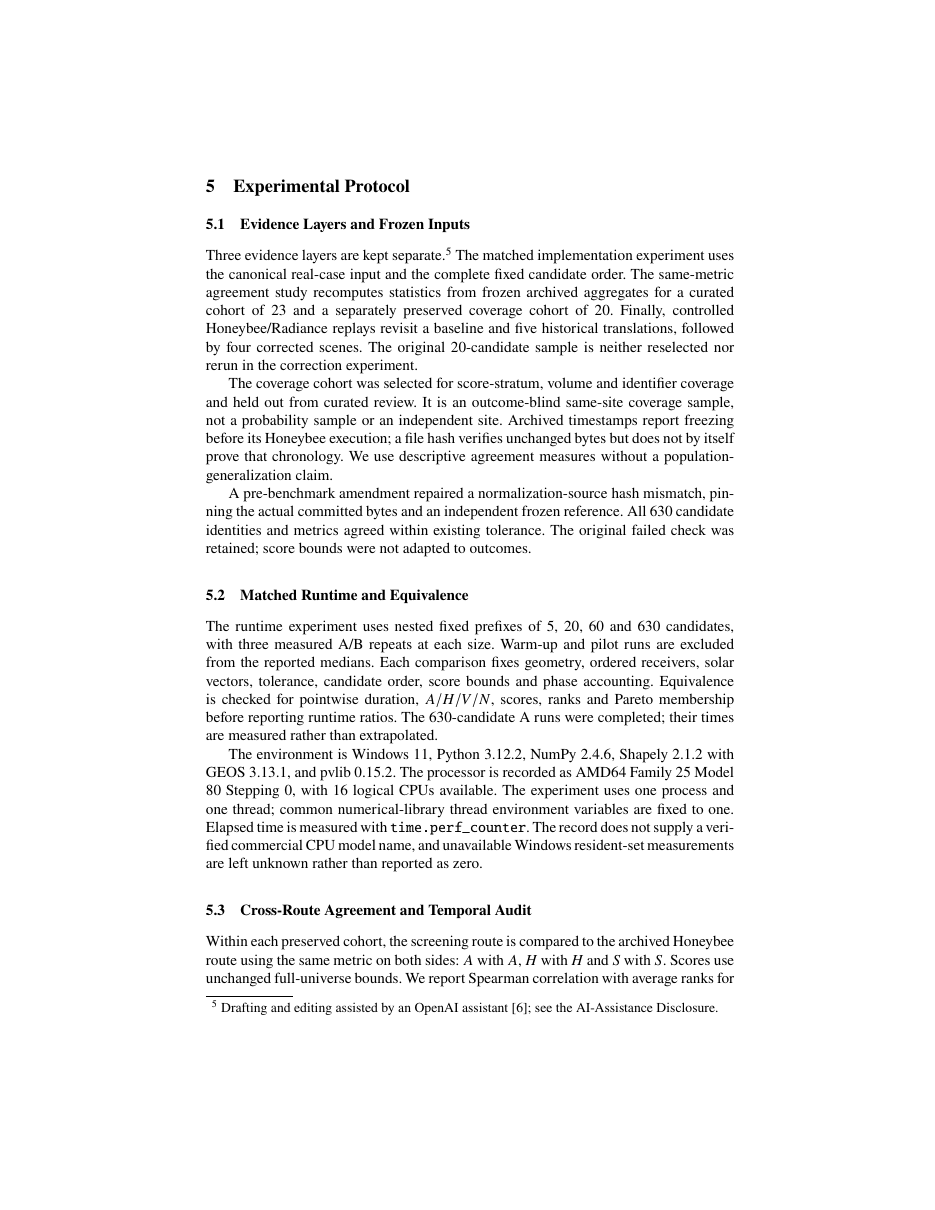 5 Experimental Protocol
5.1 Evidence Layers and Frozen Inputs
Three evidence layers are kept separate.5 The matched implementation experiment uses
the canonical real-case input and the complete fixed candidate order. The same-metric
agreement study recomputes statistics from frozen archived aggregates for a curated
cohort of 23 and a separately preserved coverage cohort of 20. Finally, controlled
Honeybee/Radiance replays revisit a baseline and five historical translations, followed
by four corrected scenes. The original 20-candidate sample is neither reselected nor
rerun in the correction experiment.
The coverage cohort was selected for score-stratum, volume and identifier coverage
and held out from curated review. It is an outcome-blind same-site coverage sample,
not a probability sample or an independent site. Archived timestamps report freezing
before its Honeybee execution; a file hash verifies unchanged bytes but does not by itself
prove that chronology. We use descriptive agreement measures without a population-
generalization claim.
A pre-benchmark amendment repaired a normalization-source hash mismatch, pin-
ning the actual committed bytes and an independent frozen reference. All 630 candidate
identities and metrics agreed within existing tolerance. The original failed check was
retained; score bounds were not adapted to outcomes.
5.2 Matched Runtime and Equivalence
The runtime experiment uses nested fixed prefixes of 5, 20, 60 and 630 candidates,
with three measured A/B repeats at each size. Warm-up and pilot runs are excluded
from the reported medians. Each comparison fixes geometry, ordered receivers, solar
vectors, tolerance, candidate order, score bounds and phase accounting. Equivalence
is checked for pointwise duration, A/H/V/N, scores, ranks and Pareto membership
before reporting runtime ratios. The 630-candidate A runs were completed; their times
are measured rather than extrapolated.
The environment is Windows 11, Python 3.12.2, NumPy 2.4.6, Shapely 2.1.2 with
GEOS 3.13.1, and pvlib 0.15.2. The processor is recorded as AMD64 Family 25 Model
80 Stepping 0, with 16 logical CPUs available. The experiment uses one process and
one thread; common numerical-library thread environment variables are fixed to one.
Elapsed time is measured with time.perf_counter. The record does not supply a veri-
fied commercial CPU model name, and unavailable Windows resident-set measurements
are left unknown rather than reported as zero.
5.3 Cross-Route Agreement and Temporal Audit
Within each preserved cohort, the screening route is compared to the archived Honeybee
route using the same metric on both sides: A with A, H with H and S with S. Scores use
unchanged full-universe bounds. We report Spearman correlation with average ranks for
5 Drafting and editing assisted by an OpenAI assistant [6]; see the AI-Assistance Disclosure.